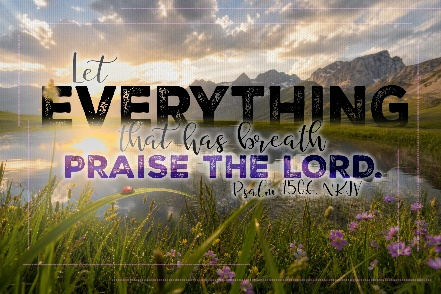 Let
EVERYTHING
that has breath
PRAISE THE LORD.
Psalm 150:6, NKJV